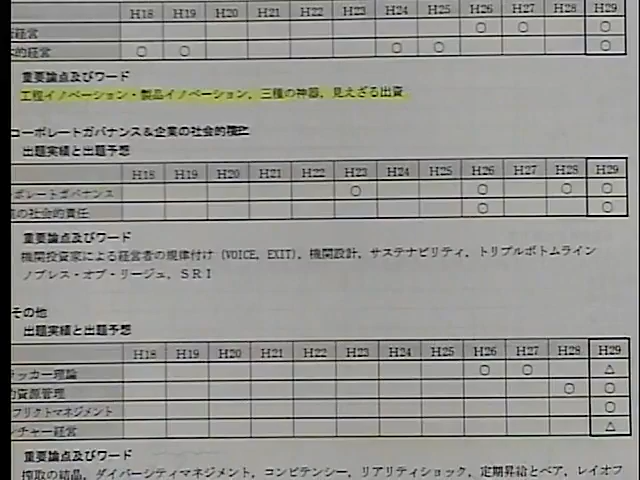 H18 H19 H20 H21 H22 H23 H24 H25 H26 H27 H28 H29
経営 ○ ○ ○
的経営 ○ ○ ○ ○ ○
重要論点及びワード
工程イノベーション・製品イノベーション，三種の神器，見えざる出資
コーポレートガバナンス＆企業の社会的
出題実績と出題予想
H18 H19 H20 H21 H22 H23 H24 H25 H26 H27 H28 H29
ポレートガバナンス ○ ○ ○ ○
の社会的責任 ○ ○
重要論点及びワード
機関投資家による経営者の規律付け（VOICE，EXIT），機関設計，サステナビリティ，トリプルボトムライン
ノブレス・オブ・リージュ，ＳＲＩ
その他
出題実績と出題予想
H18 H19 H20 H21 H22 H23 H24 H25 H26 H27 H28 H29
ッカー理論 ○ ○ △
的資源管理 ○ ○
フリクトマネジメント ○
ンチャー経営 △
重要論点及びワード
搾取の結晶，ダイバーシティマネジメント，コンピテンシー，リアリティショック，定期昇給とベア，レイオフ